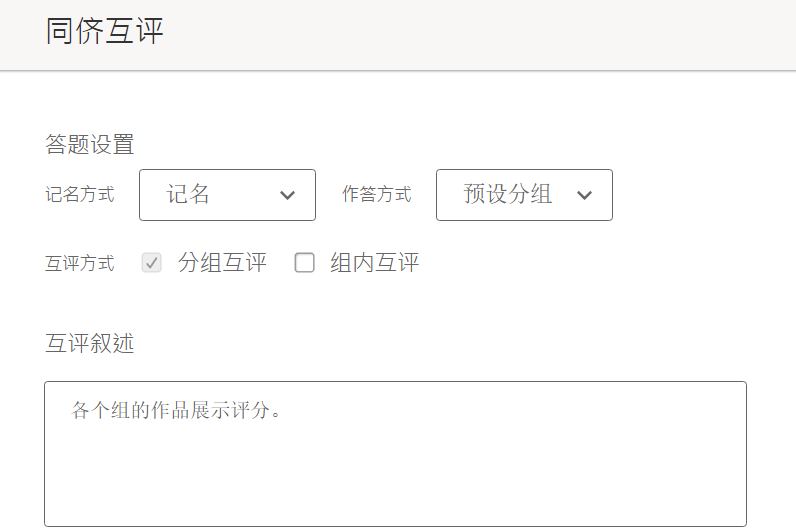 同侪互评
答题设置
记名方式 记名 作答方式 预设分组
互评方式 分组互评 组内互评
互评叙述
各个组的作品展示评分。